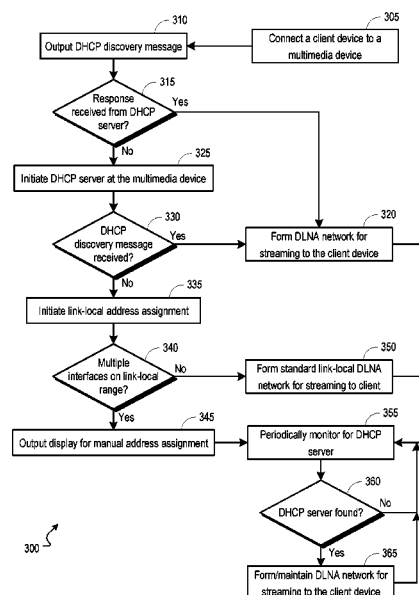 310
305
Output DHCP discovery message
Connect a client device to a
multimedia device
315
Response
received from DHCP
server?
Yes
No
325
Initiate DHCP server at the multimedia device
330
320
DHCP
discovery message
received?
Yes
Form DLNA network for
streaming to the client device
No
335
Initiate link-local address assignment
340
350
Multiple
interfaces on link-local
range?
No
Form standard link-local DLNA
network for streaming to client
Yes
345
355
Output display for manual address assignment
Periodically monitor for DHCP
server
360
DHCP server found?
No
Yes
300
365
Form/maintain DLNA network for
streaming to the client device